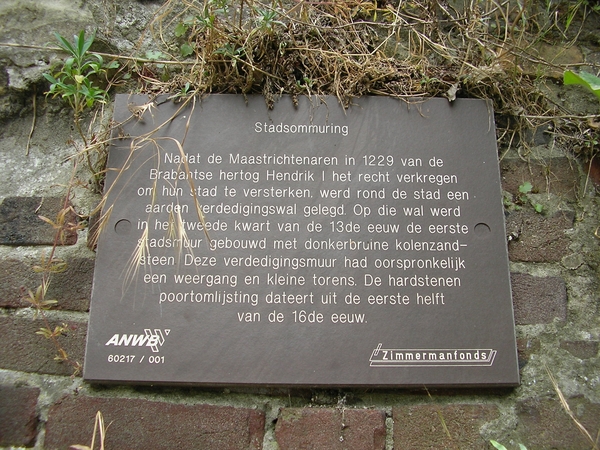 Stadsommuring
Nadat de Maastrichtenaren in 1229 van de
Brabantse hertog Hendrik I het recht verkregen
om hun stad te versterken, werd rond de stad een
aarden verdedigingswal gelegd. Op die wal werd
in het tweede kwart van de 13de eeuw de eerste
stadsmuur gebouwd met donkerbruine kolenzand-
steen. Deze verdedigingsmuur had oorspronkelijk
een weergang en kleine torens. De hardstenen
poortomlijsting dateert uit de eerste helft
van de 16de eeuw.
ANWB
60217 / 001
Zimmermanfonds